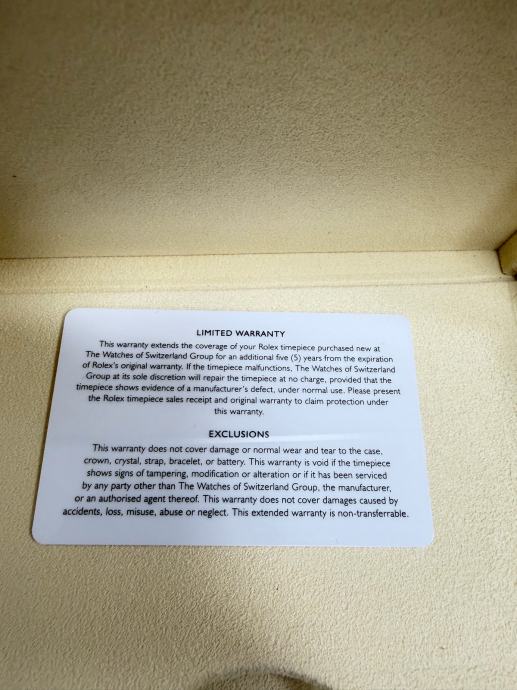 LIMITED WARRANTY
This warranty extends the coverage of your Rolex timepiece purchased new at
The Watches of Switzerland Group for an additional five (5) years from the expiration
of Rolex's original warranty. If the timepiece malfunctions, The Watches of Switzerland
Group at its sole discretion will repair the timepiece at no charge, provided that the
timepiece shows evidence of a manufacturer's defect, under normal use. Please present
the Rolex timepiece sales receipt and original warranty to claim protection under
this warranty.
EXCLUSIONS
This warranty does not cover damage or normal wear and tear to the case,
crown, crystal, strap, bracelet, or battery. This warranty is void if the timepiece
shows signs of tampering, modification or alteration or if it has been serviced
by any party other than The Watches of Switzerland Group, the manufacturer,
or an authorised agent thereof. This warranty does not cover damages caused by
accidents, loss, misuse, abuse or neglect. This extended warranty is non-transferrable.